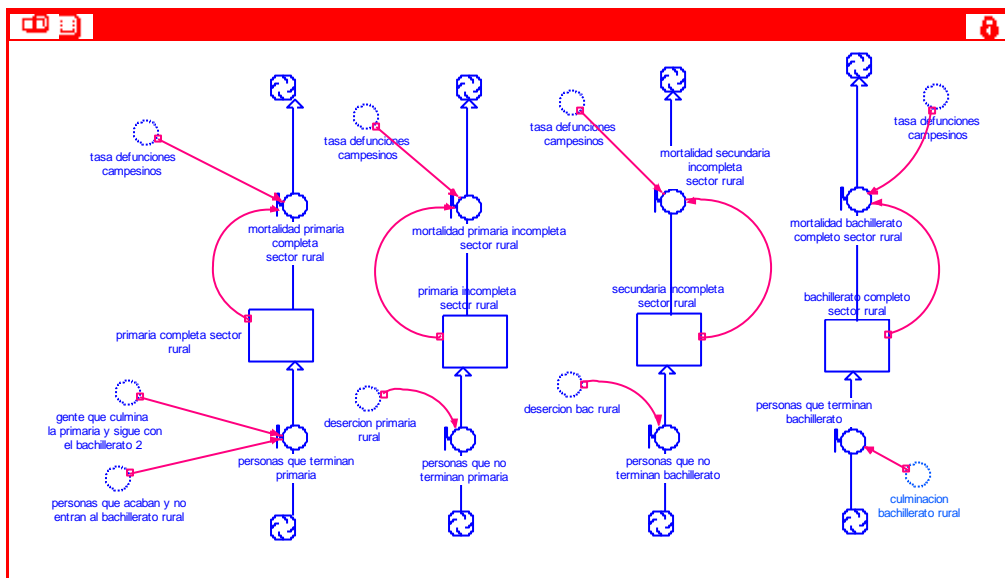 tasa defunciones
campesinos
mortalidad primaria
completa
sector rural
primaria completa sector
rural
gente que culmina
la primaria y sigue con
el bachillerato 2
personas que terminan
primaria
personas que acaban y no
entran al bachillerato rural
tasa defunciones
campesinos
mortalidad primaria incompleta
sector rural
primaria incompleta
sector rural
desercion primaria
rural
personas que no
terminan primaria
tasa defunciones
campesinos
mortalidad secundaria
incompleta
sector rural
secundaria incompleta
sector rural
desercion bac rural
personas que no
terminan bachillerato
tasa defunciones
campesinos
mortalidad bachillerato
completo sector rural
bachillerato completo
sector rural
personas que terminan
bachillerato
culminacion
bachillerato rural